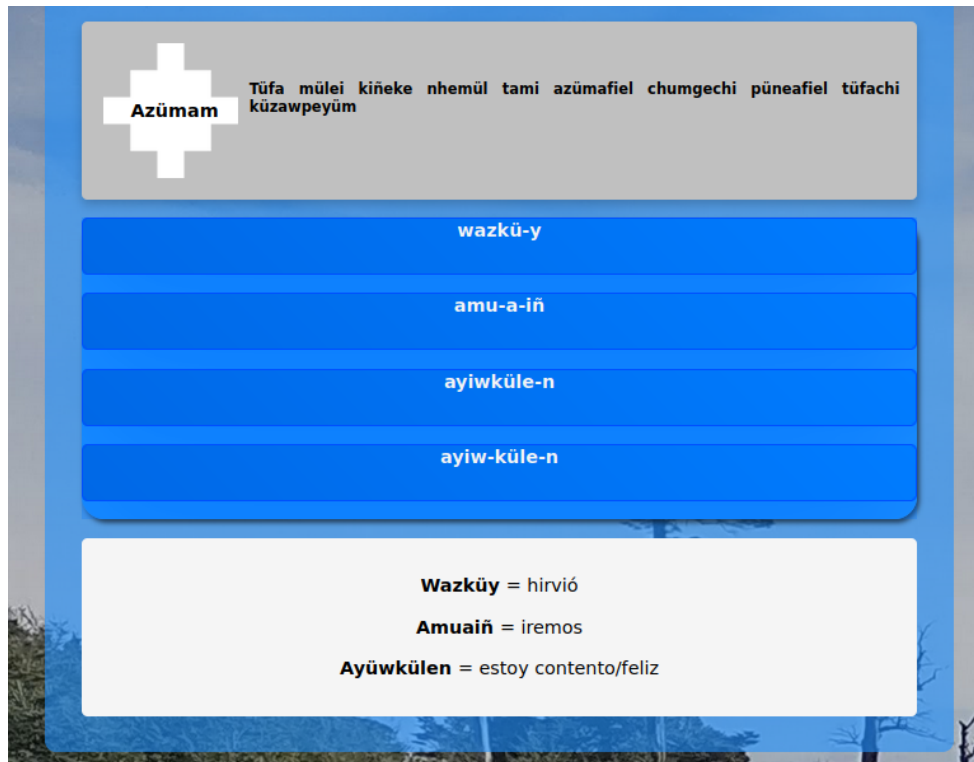 Azümam
Tüfa mülei kiñeke nhemül tami azümafiel chumgechi püneafiel tüfachi
küzawpeyüm
wazkü-y
amu-a-iñ
ayiwküle-n
ayiw-küle-n
Wazküy = hirvió
Amuaiñ = iremos
Ayüwkülen = estoy contento/feliz